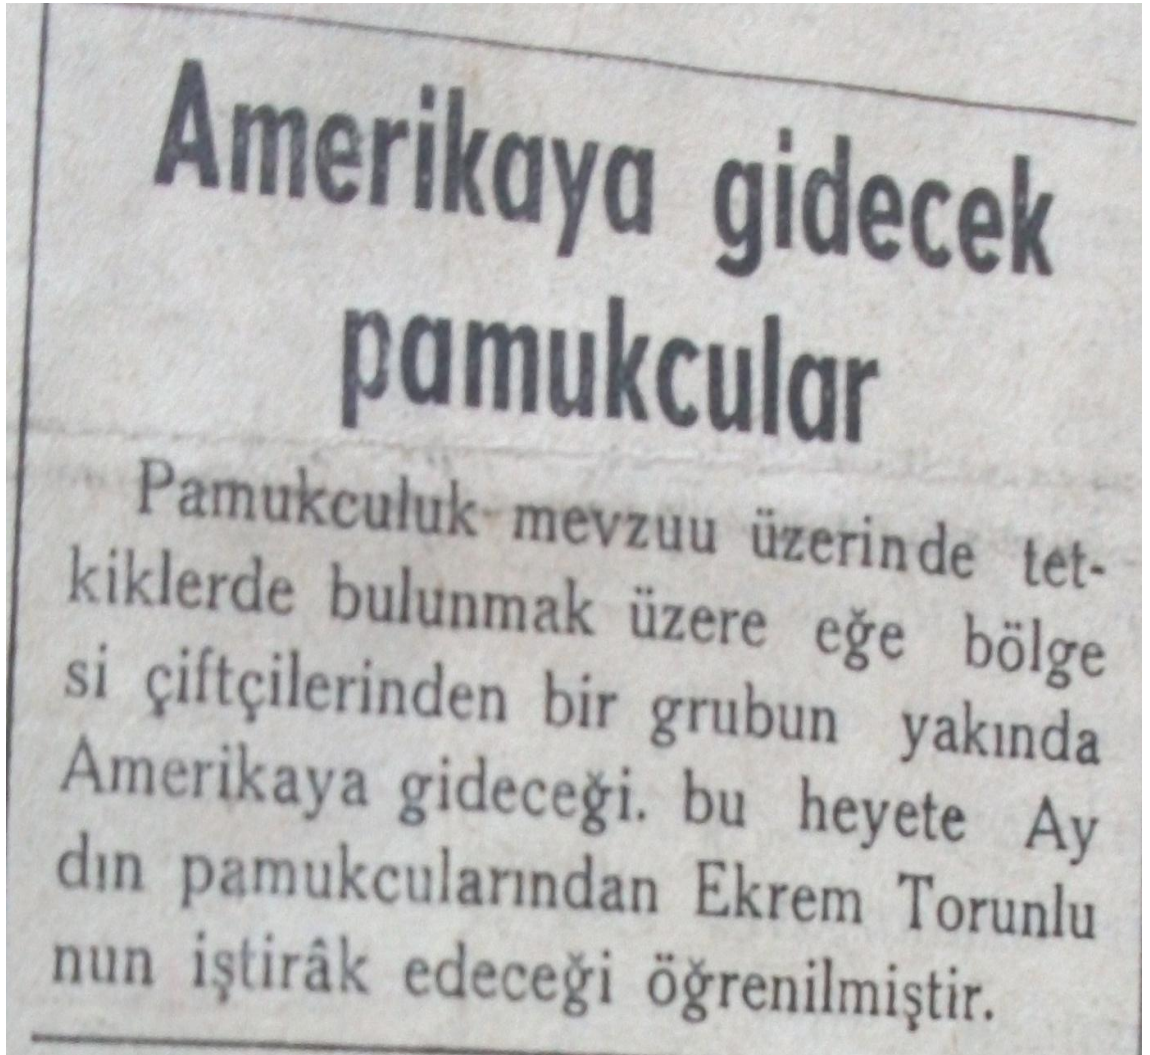 Amerikaya gidecek
pamukcular
Pamukculuk mevzuu üzerinde tet-
kiklerde bulunmak üzere eğe bölge
si çiftçilerinden bir grubun yakında
Amerikaya gideceği. bu heyete Ay
dın pamukcularından Ekrem Torunlu
nun iştirâk edeceği öğrenilmiştir.